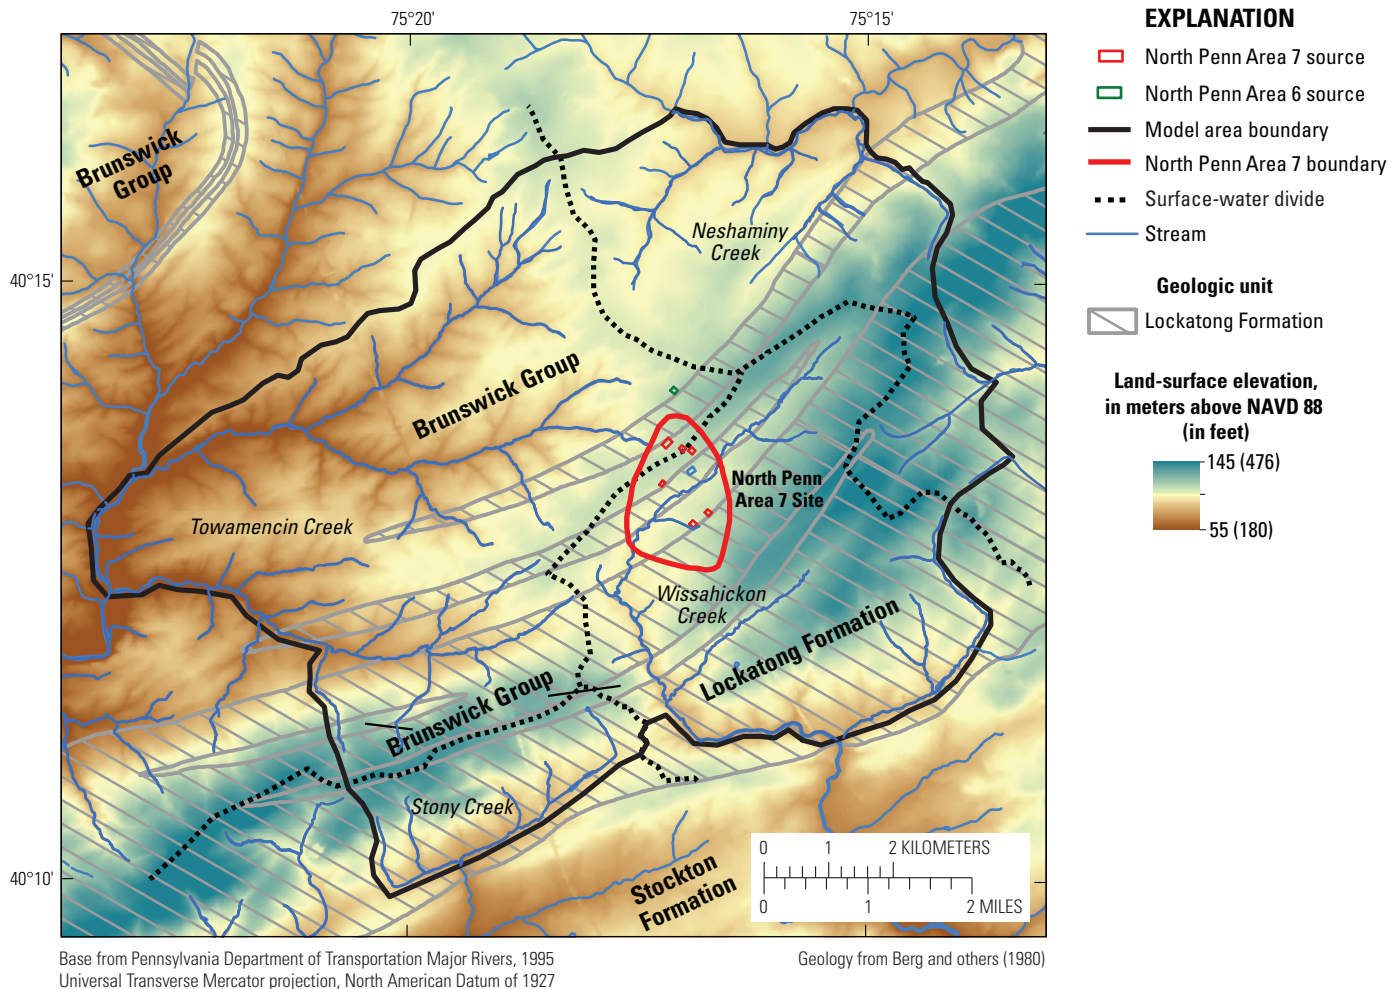 75°20'
75°15'
40°15'
40°10'
Brunswick
Group
Neshaminy
Creek
Brunswick Group
Towamencin Creek
North Penn
Area 7 Site
Wissahickon
Creek
Lockatong Formation
Brunswick Group
Stony Creek
Stockton
Formation
0 1 2 KILOMETERS
0 1 2 MILES
Base from Pennsylvania Department of Transportation Major Rivers, 1995
Universal Transverse Mercator projection, North American Datum of 1927
Geology from Berg and others (1980)
EXPLANATION
North Penn Area 7 source
North Penn Area 6 source
Model area boundary
North Penn Area 7 boundary
Surface-water divide
Stream
Geologic unit
Lockatong Formation
Land-surface elevation,
in meters above NAVD 88
(in feet)
145 (476)
55 (180)